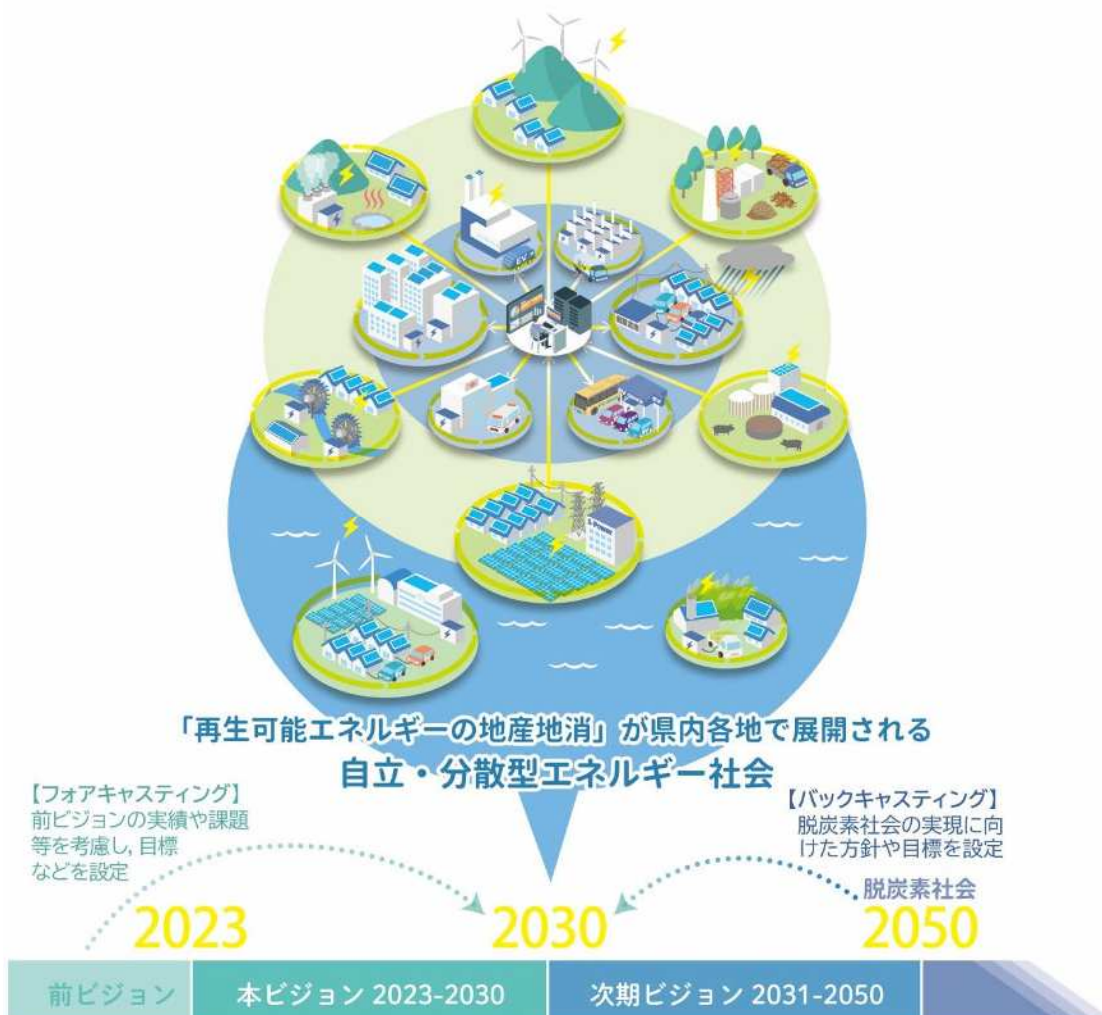 「再生可能エネルギーの地産地消」が県内各地で展開される
自立・分散型エネルギー社会
【フォアキャスティング】
前ビジョンの実績や課題
等を考慮し,目標
などを設定
【バックキャスティング】
脱炭素社会の実現に向
けた方針や目標を設定
脱炭素社会
2023
2030
2050
前ビジョン
本ビジョン 2023-2030
次期ビジョン 2031-2050